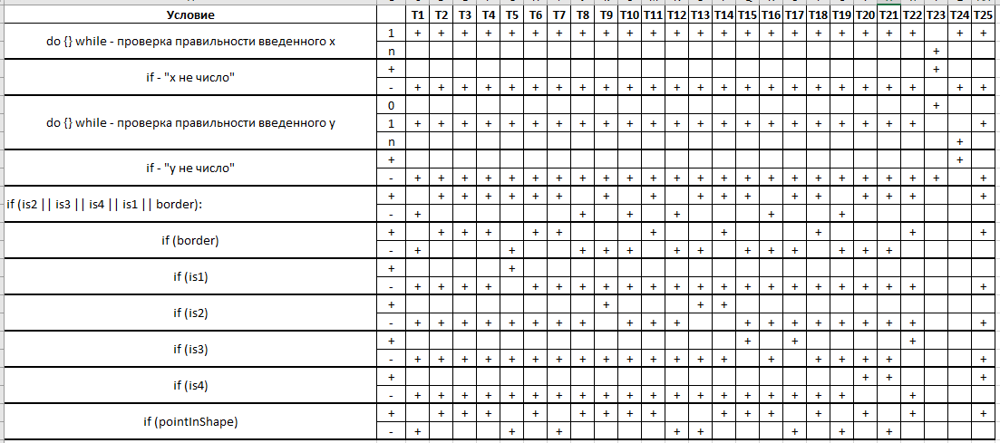 Условие T1 T2 T3 T4 T5 T6 T7 T8 T9 T10 T11 T12 T13 T14 T15 T16 T17 T18 T19 T20 T21 T22 T23 T24 T25
do {} while - проверка правильности введенного x 1 + + + + + + + + + + + + + + + + + + + + + + + +
n +
if - "x не число" + +
- + + + + + + + + + + + + + + + + + + + + + + + +
do {} while - проверка правильности введенного y 0 +
1 + + + + + + + + + + + + + + + + + + + + + + +
n +
if - "y не число" + +
- + + + + + + + + + + + + + + + + + + + + + + + +
if (is2 || is3 || is4 || is1 || border): + + + + + + + + + + + + + + + + + +
- + + + + + +
if (border) + + + + + + + + + + +
- + + + + + + + + + + + + +
if (is1) + +
- + + + + + + + + + + + + + + + + + + + + + +
if (is2) + + + +
- + + + + + + + + + + + + + + + + + + + +
if (is3) + + + +
- + + + + + + + + + + + + + + + + + + + +
if (is4) + + + +
- + + + + + + + + + + + + + + + + + + + +
if (pointInShape) + + + + + + + + + + + + + + + +
- + + + + + + + +